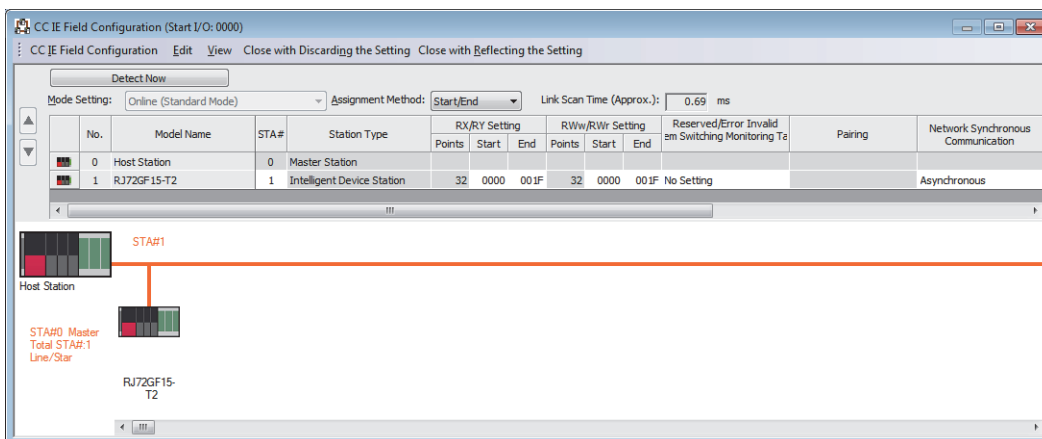 CC IE Field Configuration (Start I/O: 0000)
CC IE Field Configuration Edit View Close with Discarding the Setting Close with Reflecting the Setting
Detect Now
Mode Setting: Online (Standard Mode) Assignment Method: Start/End Link Scan Time (Approx.): 0.69 ms
No. Model Name STA# Station Type RX/RY Setting RWw/RWr Setting Reserved/Error Invalid Pairing Network Synchronous
Points Start End Points Start End em Switching Monitoring Ta Communication
0 Host Station 0 Master Station
1 RJ72GF15-T2 1 Intelligent Device Station 32 0000 001F 32 0000 001F No Setting Asynchronous
STA#1
Host Station
STA#0 Master
Total STA#:1
Line/Star
RJ72GF15-
T2